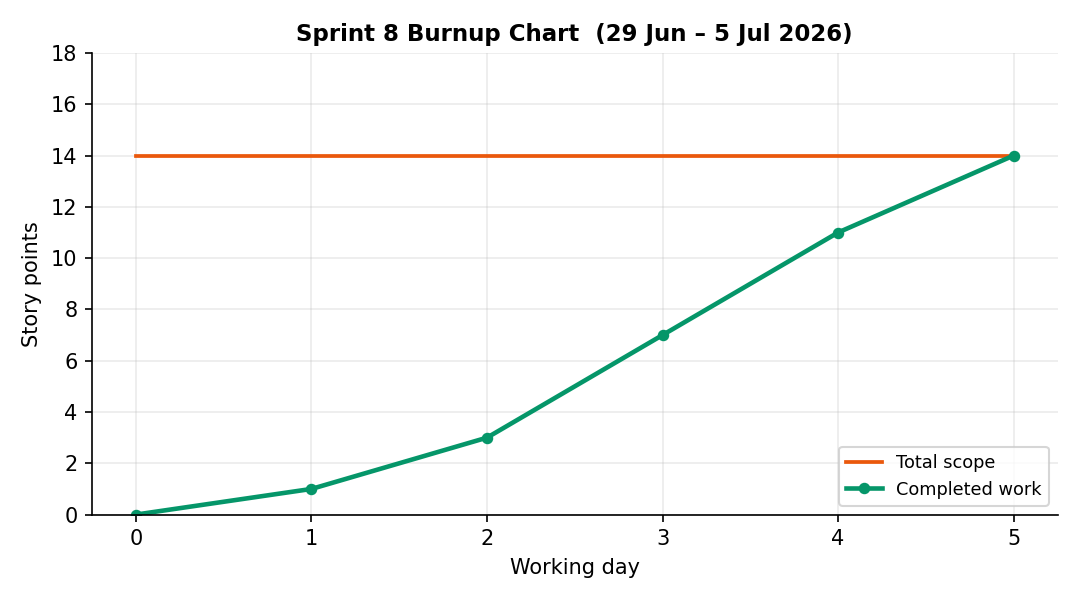 Sprint 8 Burnup Chart  (29 Jun – 5 Jul 2026)
18
16
14
12
10
8
6
4
2
0
Story points
Total scope
Completed work
0 1 2 3 4 5
Working day